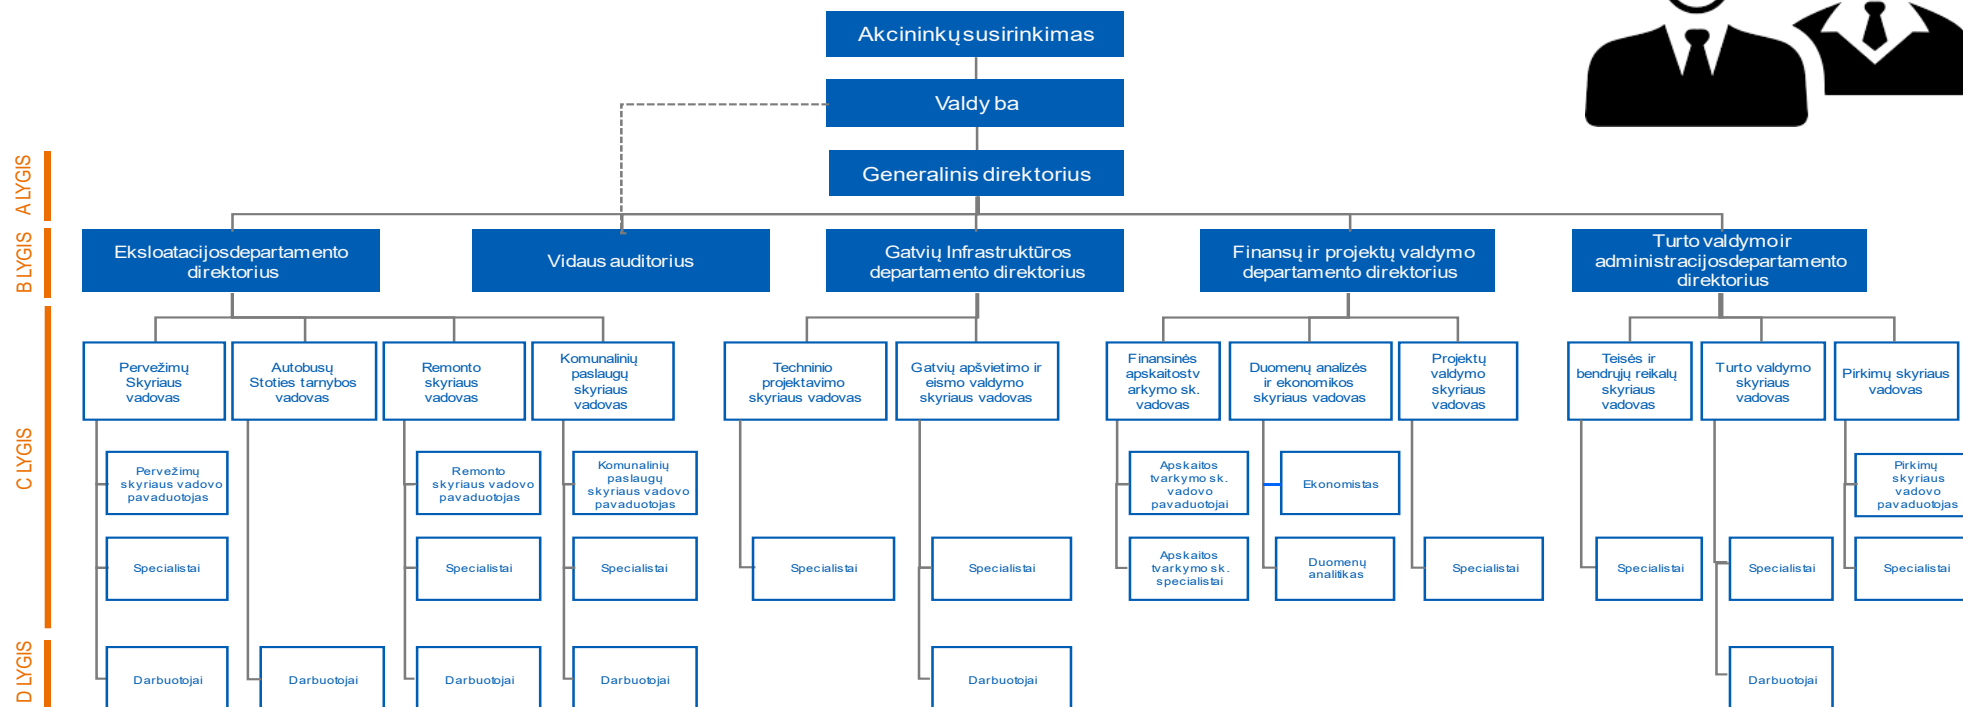 Akcininkų susirinkimas
Valdyba
Generalinis direktorius
A LYGIS
B LYGIS
C LYGIS
D LYGIS
Eksloatacijos departamento
direktorius
Vidaus auditorius
Gatvių Infrastruktūros
departamento direktorius
Finansų ir projektų valdymo
departamento direktorius
Turto valdymo ir
administracijos departamento
direktorius
Pervežimų
Skyriaus
vadovas
Autobusų
Stoties tarnybos
vadovas
Remonto
skyriaus
vadovas
Komunalinių
paslaugų
skyriaus
vadovas
Techninio
projektavimo
skyriaus vadovas
Gatvių apšvietimo ir
eismo valdymo
skyriaus vadovas
Finansinės
apskaitos tv
arkymo sk.
vadovas
Duomenų analizės
ir ekonomikos
skyriaus vadovas
Projektų
valdymo
skyriaus
vadovas
Teisės ir
bendrųjų reikalų
skyriaus
vadovas
Turto valdymo
skyriaus
vadovas
Pirkimų skyriaus
vadovas
Pervežimų
skyriaus vadovo
pavaduotojas
Remonto
skyriaus vadovo
pavaduotojas
Komunalinių
paslaugų
skyriaus vadovo
pavaduotojas
Apskaitos
tvarkymo sk.
vadovo
pavaduotojai
Ekonomistas
Pirkimų
skyriaus
vadovo
pavaduotojas
Specialistai
Specialistai
Specialistai
Specialistai
Specialistai
Apskaitos
tvarkymo sk.
specialistai
Duomenų
analitikas
Specialistai
Specialistai
Specialistai
Specialistai
Darbuotojai
Darbuotojai
Darbuotojai
Darbuotojai
Darbuotojai
Darbuotojai